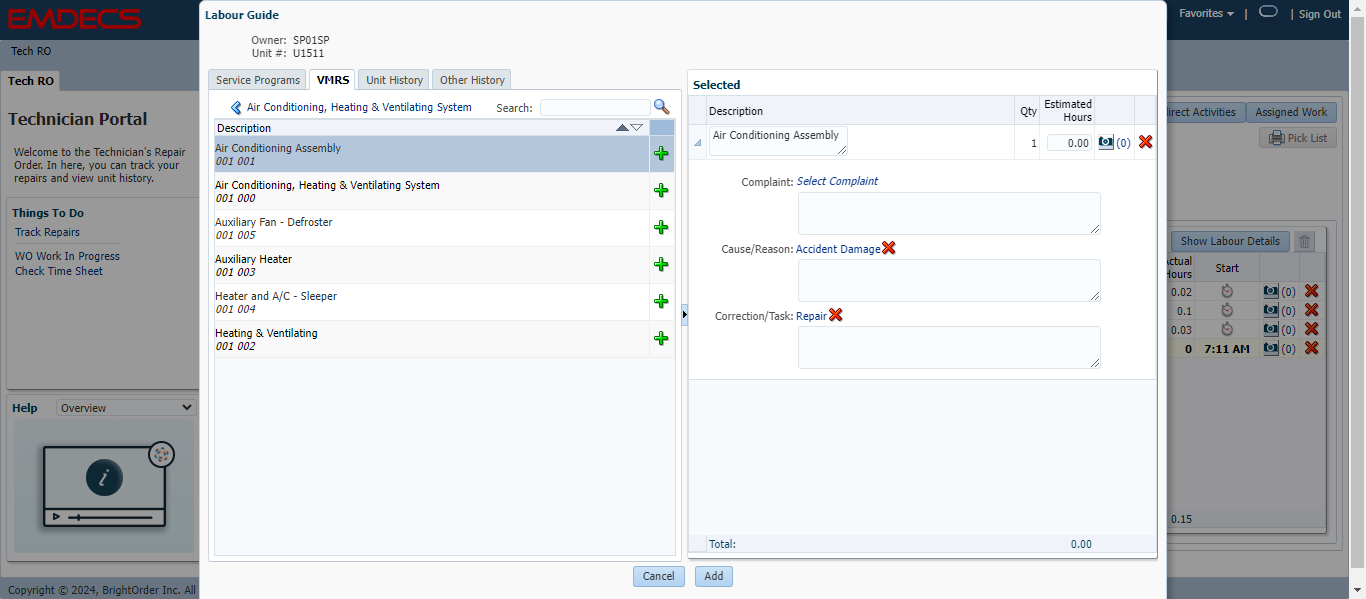 EMDECS
Favorites
|
| Sign Out
Tech RO
Tech RO
Technician Portal
Welcome to the Technician's Repair
Order. In here, you can track your
repairs and view unit history.
Things To Do
Track Repairs
WO Work In Progress
Check Time Sheet
Help
Overview
i
Copyright © 2024, BrightOrder Inc. All
Labour Guide
Owner: SP01SP
Unit #: U1511
Service Programs
VMRS
Unit History
Other History
Air Conditioning, Heating & Ventilating System
Search:
Description
Air Conditioning Assembly
001 001
Air Conditioning, Heating & Ventilating System
001 000
Auxiliary Fan - Defroster
001 005
Auxiliary Heater
001 003
Heater and A/C - Sleeper
001 004
Heating & Ventilating
001 002
Selected
Description
Qty
Estimated
Hours
Air Conditioning Assembly
1
0.00
(0)
Complaint: Select Complaint
Cause/Reason: Accident Damage
Correction/Task: Repair
Total:
0.00
Cancel
Add
irect Activities
Assigned Work
Pick List
Show Labour Details
ctual
Hours
Start
0.02
(0)
0.1
(0)
0.03
(0)
0
7:11 AM
(0)
0.15